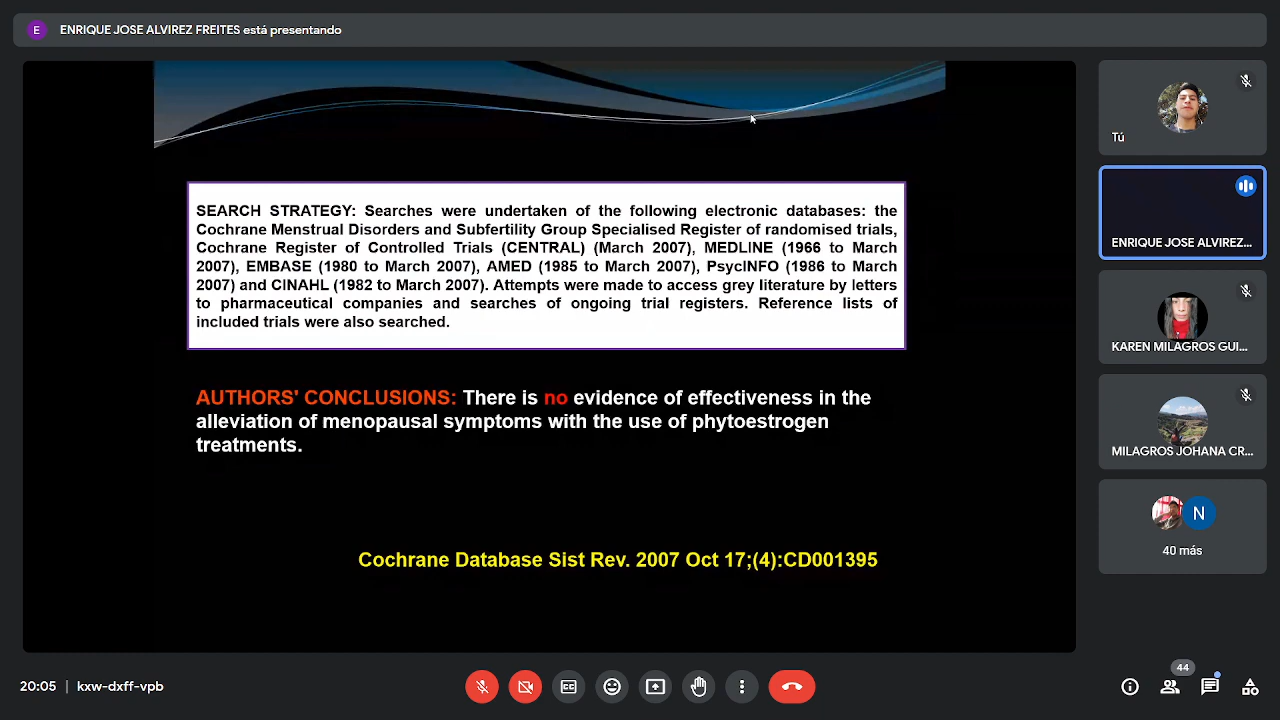 E
ENRIQUE JOSE ALVIREZ FREITES está presentando
SEARCH STRATEGY: Searches were undertaken of the following electronic databases: the
Cochrane Menstrual Disorders and Subfertility Group Specialised Register of randomised trials,
Cochrane Register of Controlled Trials (CENTRAL) (March 2007), MEDLINE (1966 to March
2007), EMBASE (1980 to March 2007), AMED (1985 to March 2007), PsycINFO (1986 to March
2007) and CINAHL (1982 to March 2007). Attempts were made to access grey literature by letters
to pharmaceutical companies and searches of ongoing trial registers. Reference lists of
included trials were also searched.
AUTHORS' CONCLUSIONS: There is no evidence of effectiveness in the
alleviation of menopausal symptoms with the use of phytoestrogen
treatments.
Cochrane Database Sist Rev. 2007 Oct 17;(4):CD001395
Tú
ENRIQUE JOSE ALVIREZ...
KAREN MILAGROS GUI...
MILAGROS JOHANA CR...
N
40 más
20:05 | kxw-dxff-vpb
44